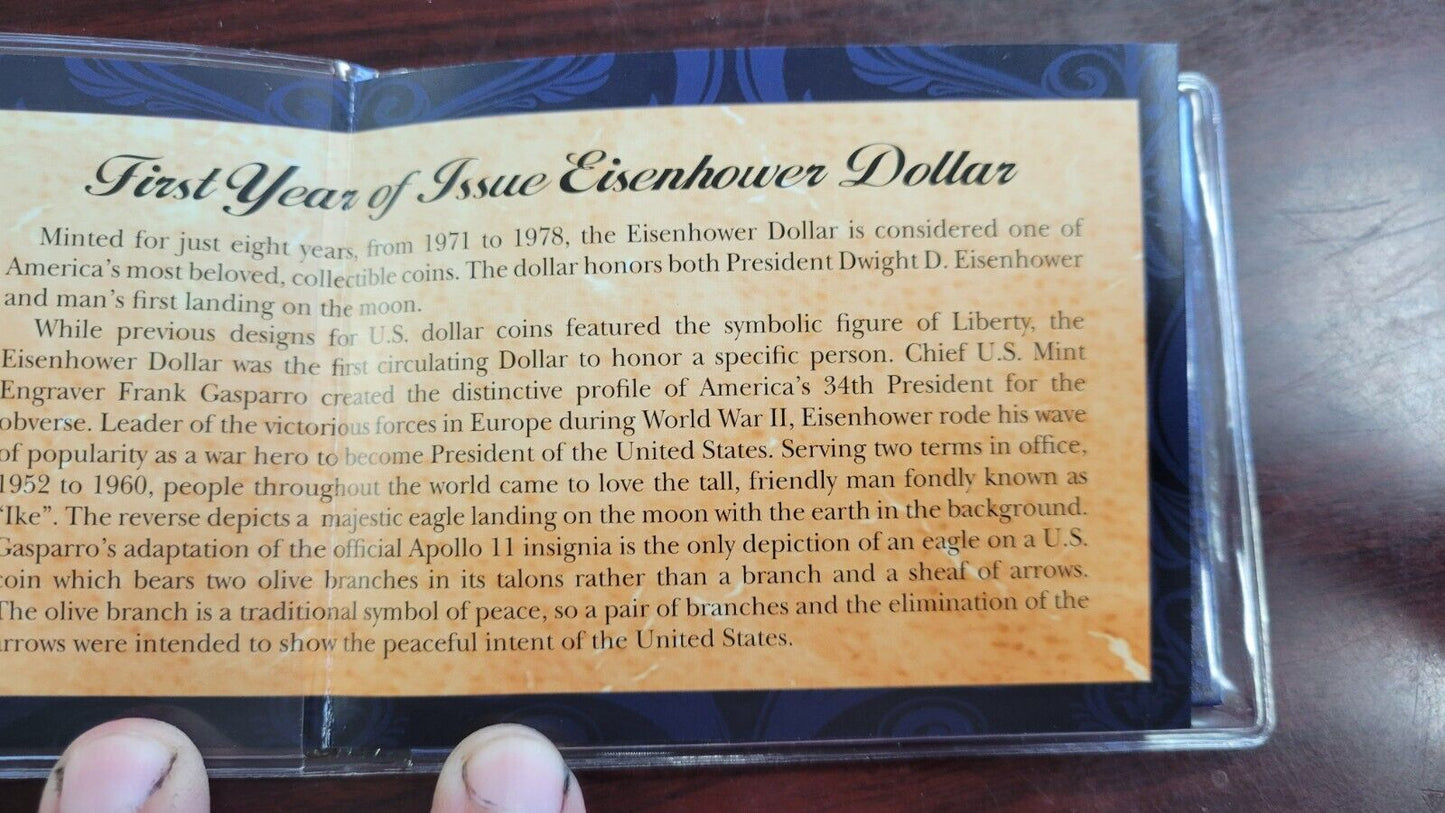 First Year of Issue Eisenhower Dollar
Minted for just eight years, from 1971 to 1978, the Eisenhower Dollar is considered one of
America's most beloved, collectible coins. The dollar honors both President Dwight D. Eisenhower
and man's first landing on the moon.
While previous designs for U.S. dollar coins featured the symbolic figure of Liberty, the
Eisenhower Dollar was the first circulating Dollar to honor a specific person. Chief U.S. Mint
Engraver Frank Gasparro created the distinctive profile of America's 34th President for the
obverse. Leader of the victorious forces in Europe during World War II, Eisenhower rode his wave
of popularity as a war hero to become President of the United States. Serving two terms in office,
1952 to 1960, people throughout the world came to love the tall, friendly man fondly known as
"Ike". The reverse depicts a majestic eagle landing on the moon with the earth in the background.
Gasparro's adaptation of the official Apollo 11 insignia is the only depiction of an eagle on a U.S.
coin which bears two olive branches in its talons rather than a branch and a sheaf of arrows.
The olive branch is a traditional symbol of peace, so a pair of branches and the elimination of the
arrows were intended to show the peaceful intent of the United States.